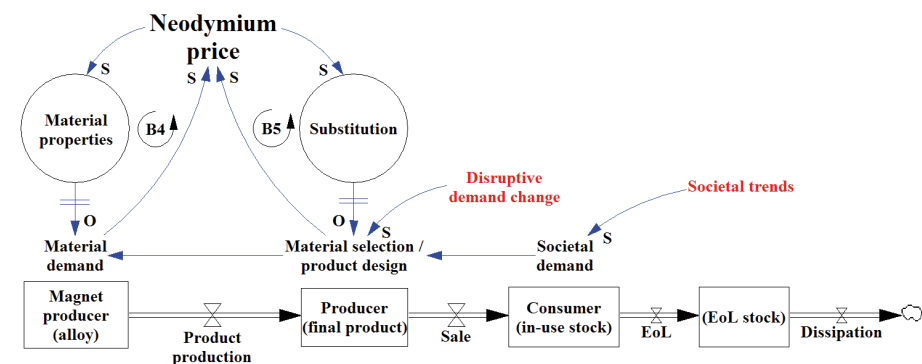 Neodymium
price
S
S
S
S
Material
properties
B4
B5
Substitution
Disruptive
demand change
Societal trends
O
O
S
S
Material
demand
Material selection /
product design
Societal
demand
Magnet
producer
(alloy)
Product
production
Producer
(final product)
Sale
Consumer
(in-use stock)
EoL
(EoL stock)
Dissipation